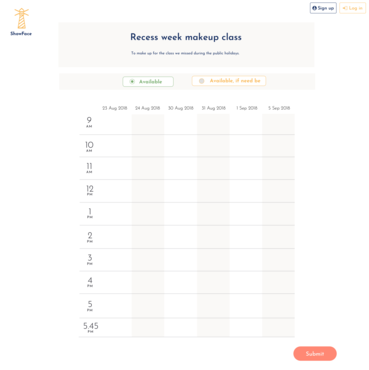 Sign up
Log in
ShowFace
Recess week makeup class
To make up for the class we missed during the public holidays.
Available
Available, if need be
23 Aug 2018 24 Aug 2018 30 Aug 2018 31 Aug 2018 1 Sep 2018 5 Sep 2018
9
AM
10
AM
11
AM
12
PM
1
PM
2
PM
3
PM
4
PM
5
PM
5.45
PM
Submit